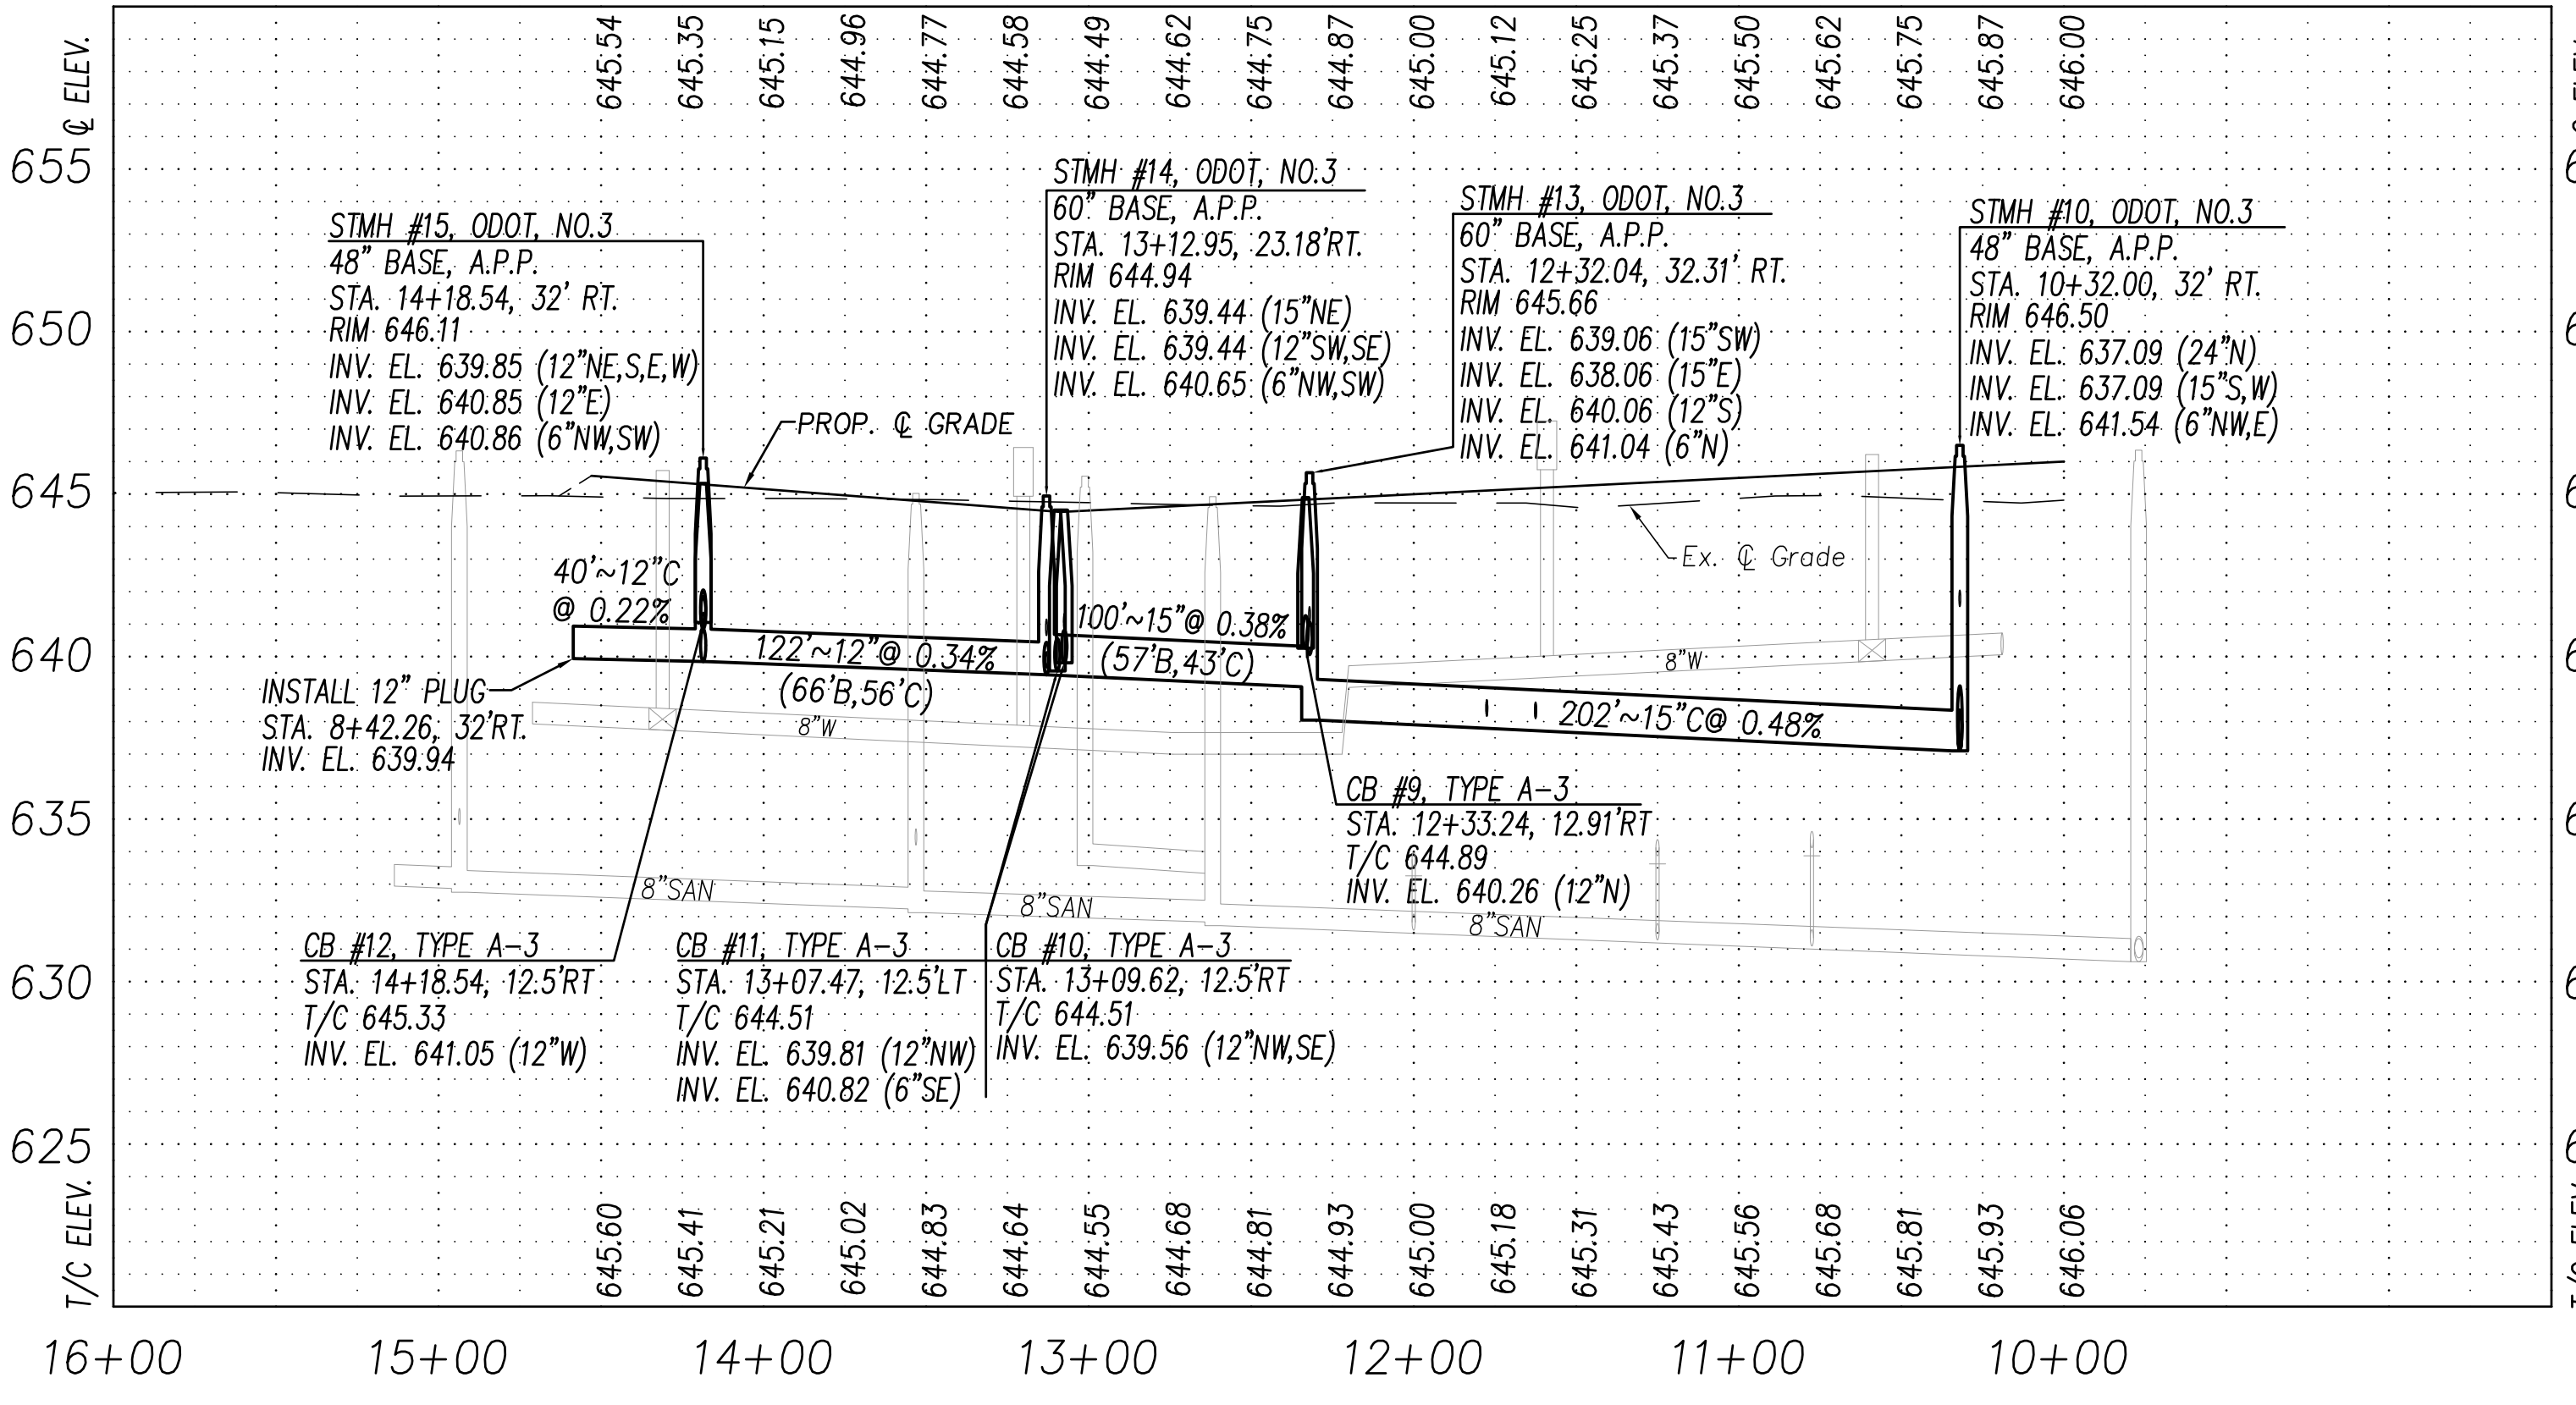 ℄ ELEV.
645.54
645.35
645.15
644.96
644.77
644.58
644.49
644.62
644.75
644.87
645.00
645.12
645.25
645.37
645.50
645.62
645.75
645.87
646.00
655
650
645
640
635
630
625
STMH #15, ODOT, NO.3
48" BASE, A.P.P.
STA. 14+18.54, 32' RT.
RIM 646.11
INV. EL. 639.85 (12"NE,S,E,W)
INV. EL. 640.85 (12"E)
INV. EL. 640.86 (6"NW,SW)
STMH #14, ODOT, NO.3
60" BASE, A.P.P.
STA. 13+12.95, 23.18'RT.
RIM 644.94
INV. EL. 639.44 (15"NE)
INV. EL. 639.44 (12"SW,SE)
INV. EL. 640.65 (6"NW,SW)
STMH #13, ODOT, NO.3
60" BASE, A.P.P.
STA. 12+32.04, 32.31' RT.
RIM 645.66
INV. EL. 639.06 (15"SW)
INV. EL. 638.06 (15"E)
INV. EL. 640.06 (12"S)
INV. EL. 641.04 (6"N)
STMH #10, ODOT, NO.3
48" BASE, A.P.P.
STA. 10+32.00, 32' RT.
RIM 646.50
INV. EL. 637.09 (24"N)
INV. EL. 637.09 (15"S,W)
INV. EL. 641.54 (6"NW,E)
PROP. ℄ GRADE
Ex. ℄ Grade
40'~12"C
@ 0.22%
122'~12"@ 0.34%
(66'B,56'C)
100'~15"@ 0.38%
(57'B,43'C)
202'~15"C@ 0.48%
8"W
8"W
INSTALL 12" PLUG
STA. 8+42.26, 32'RT.
INV. EL. 639.94
8"SAN
8"SAN
8"SAN
CB #9, TYPE A-3
STA. 12+33.24, 12.91'RT
T/C 644.89
INV. EL. 640.26 (12"N)
CB #12, TYPE A-3
STA. 14+18.54, 12.5'RT
T/C 645.33
INV. EL. 641.05 (12"W)
CB #11, TYPE A-3
STA. 13+07.47, 12.5'LT
T/C 644.51
INV. EL. 639.81 (12"NW)
INV. EL. 640.82 (6"SE)
CB #10, TYPE A-3
STA. 13+09.62, 12.5'RT
T/C 644.51
INV. EL. 639.56 (12"NW,SE)
T/C ELEV.
645.60
645.41
645.21
645.02
644.83
644.64
644.55
644.68
644.81
644.93
645.00
645.18
645.31
645.43
645.56
645.68
645.81
645.93
646.06
16+00
15+00
14+00
13+00
12+00
11+00
10+00